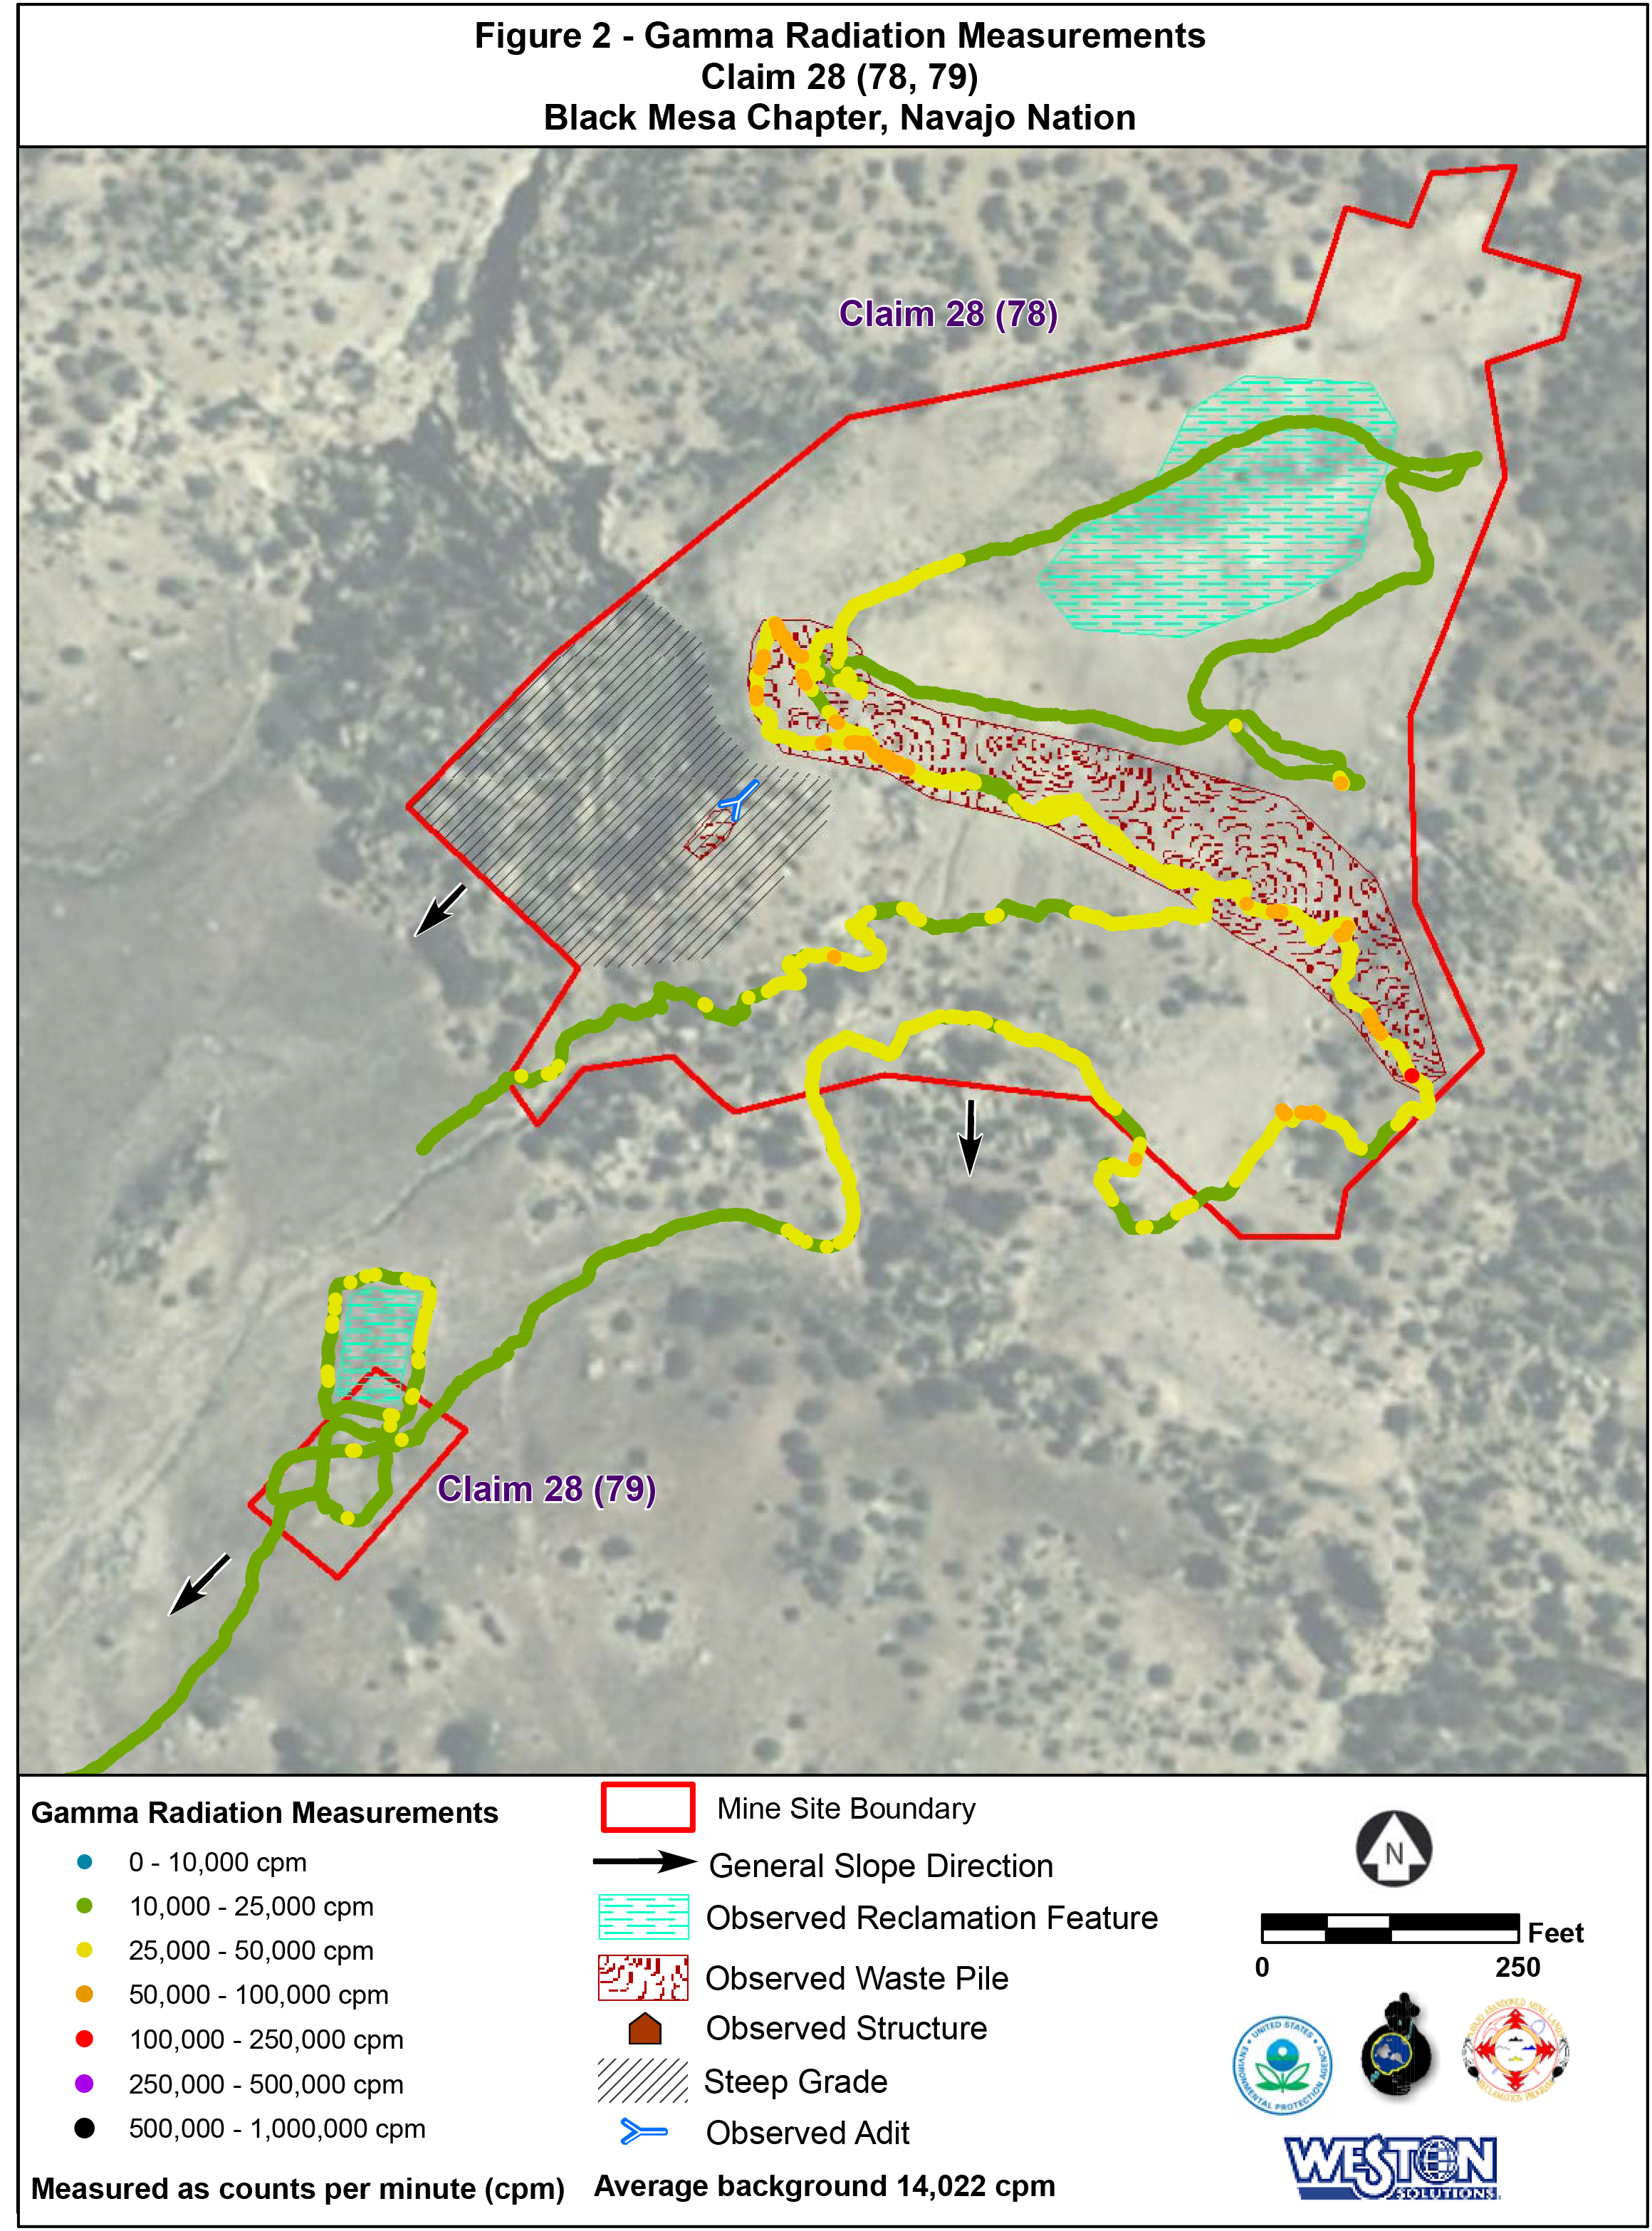 Figure 2 - Gamma Radiation Measurements
Claim 28 (78, 79)
Black Mesa Chapter, Navajo Nation
Claim 28 (78)
Claim 28 (79)
Gamma Radiation Measurements
0 - 10,000 cpm
10,000 - 25,000 cpm
25,000 - 50,000 cpm
50,000 - 100,000 cpm
100,000 - 250,000 cpm
250,000 - 500,000 cpm
500,000 - 1,000,000 cpm
Measured as counts per minute (cpm)
Mine Site Boundary
General Slope Direction
Observed Reclamation Feature
Observed Waste Pile
Observed Structure
Steep Grade
Observed Adit
Average background 14,022 cpm
N
Feet
0 250
UNITED STATES
ENVIRONMENTAL PROTECTION AGENCY
NAVAJO ABANDONED MINE LANDS
RECLAMATION PROGRAM
WESTON
SOLUTIONS